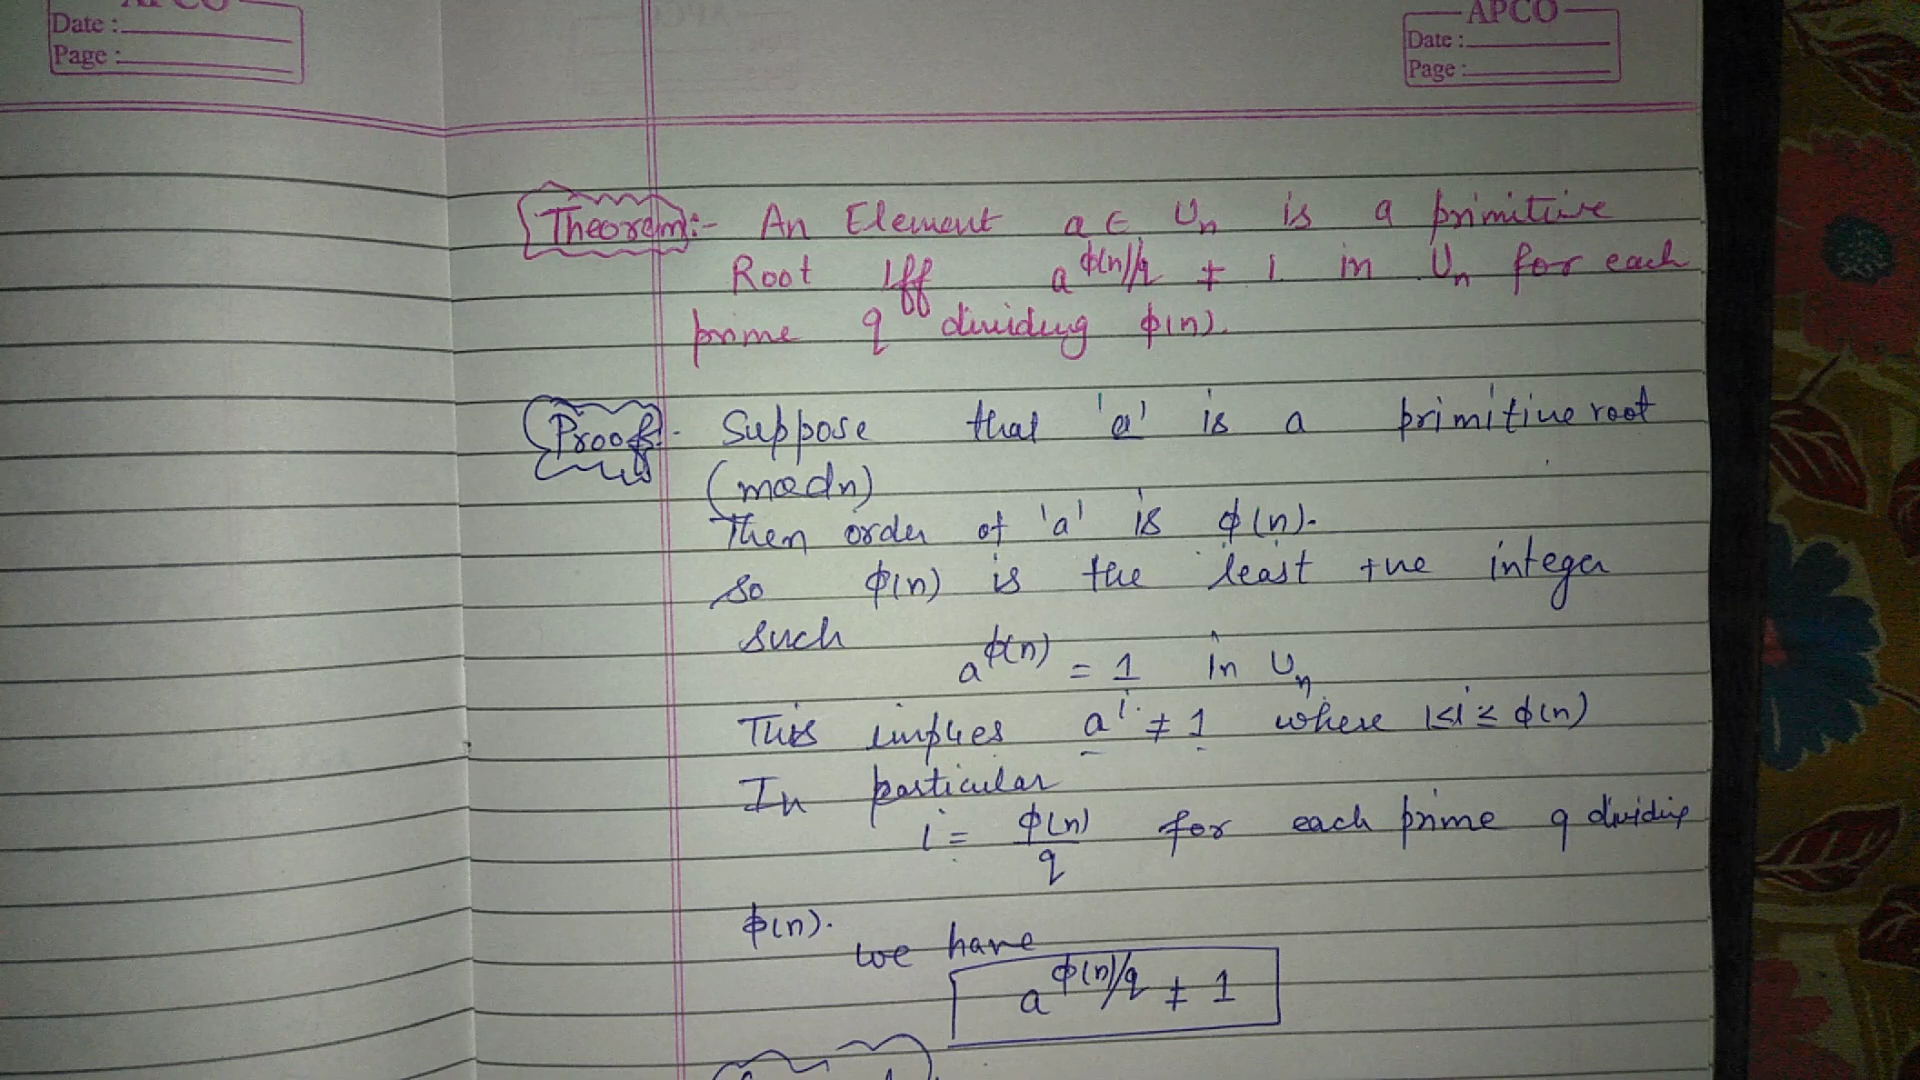 APCO
Date :
Page :
APCO
Date :
Page :
Theorem:- An Element a ∈ Un is a primitive
Root Iff a^φ(n)/q ≠ 1 in Un for each
prime q dividing φ(n).
Proof:- Suppose that 'a' is a primitive root
(modn)
Then order of 'a' is φ(n).
so φ(n) is the least +ve integer
such
a^φ(n) = 1 in Un
This implies a^i ≠ 1 where 1≤i≤ φ(n)
In particular
i = φ(n)/q for each prime q dividing
φ(n).
we have
a^φ(n)/q ≠ 1